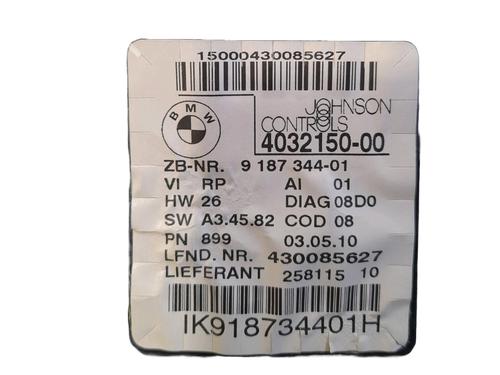 15000430085627
BMW
JOHNSON
CONTROLS
4032150-00
ZB-NR. 9 187 344-01
VI RP AI 01
HW 26 DIAG 08D0
SW A3.45.82 COD 08
PN 899 03.05.10
LFND. NR. 430085627
LIEFERANT 258115 10
IK918734401H